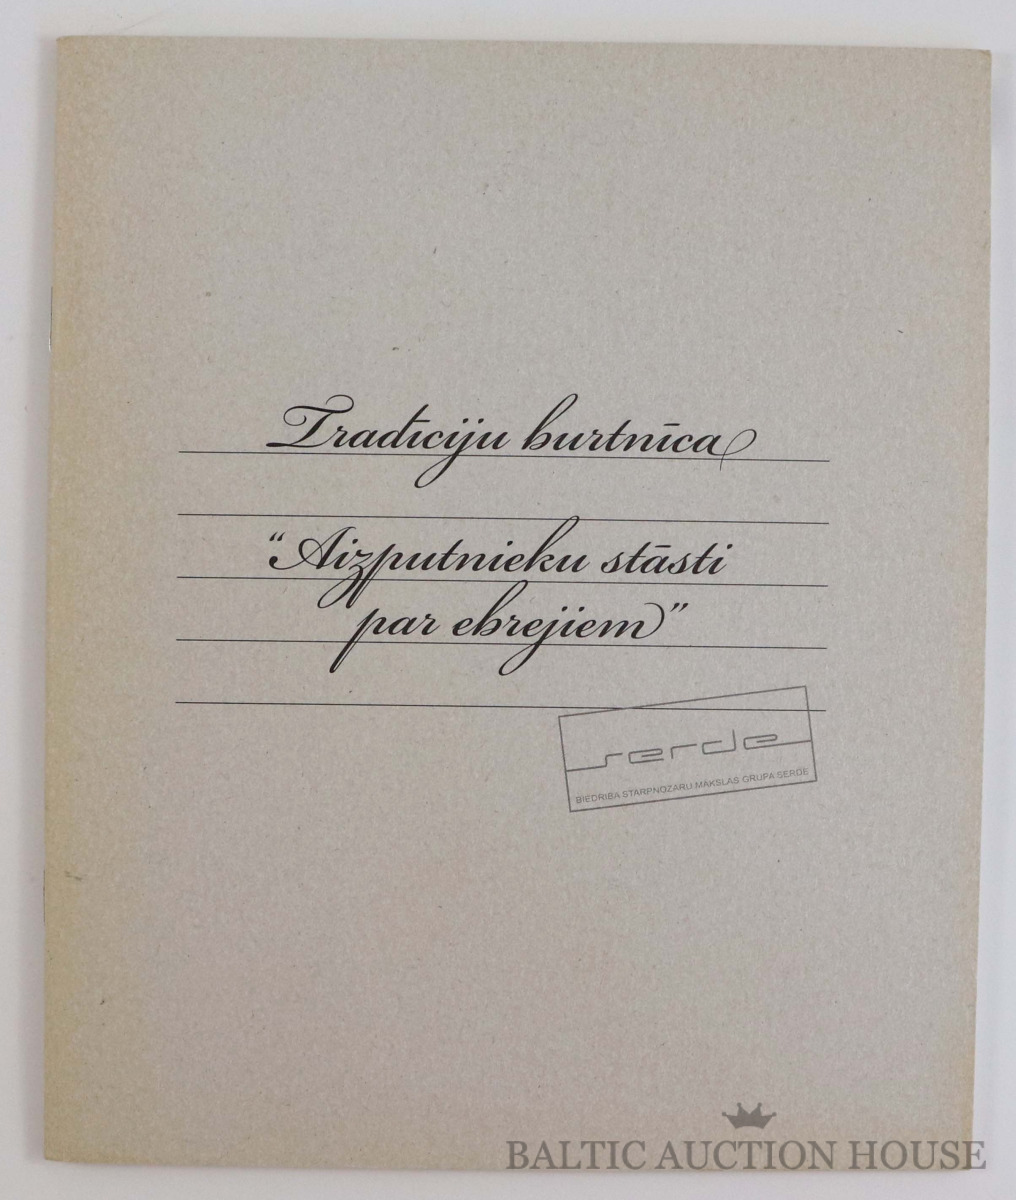 Tradīciju burtnīca
“Aizputnieku stāsti
par ebrejiem”
serde
BIEDRĪBA STARPNOZARU MĀKSLAS GRUPA SERDE
BALTIC AUCTION HOUSE